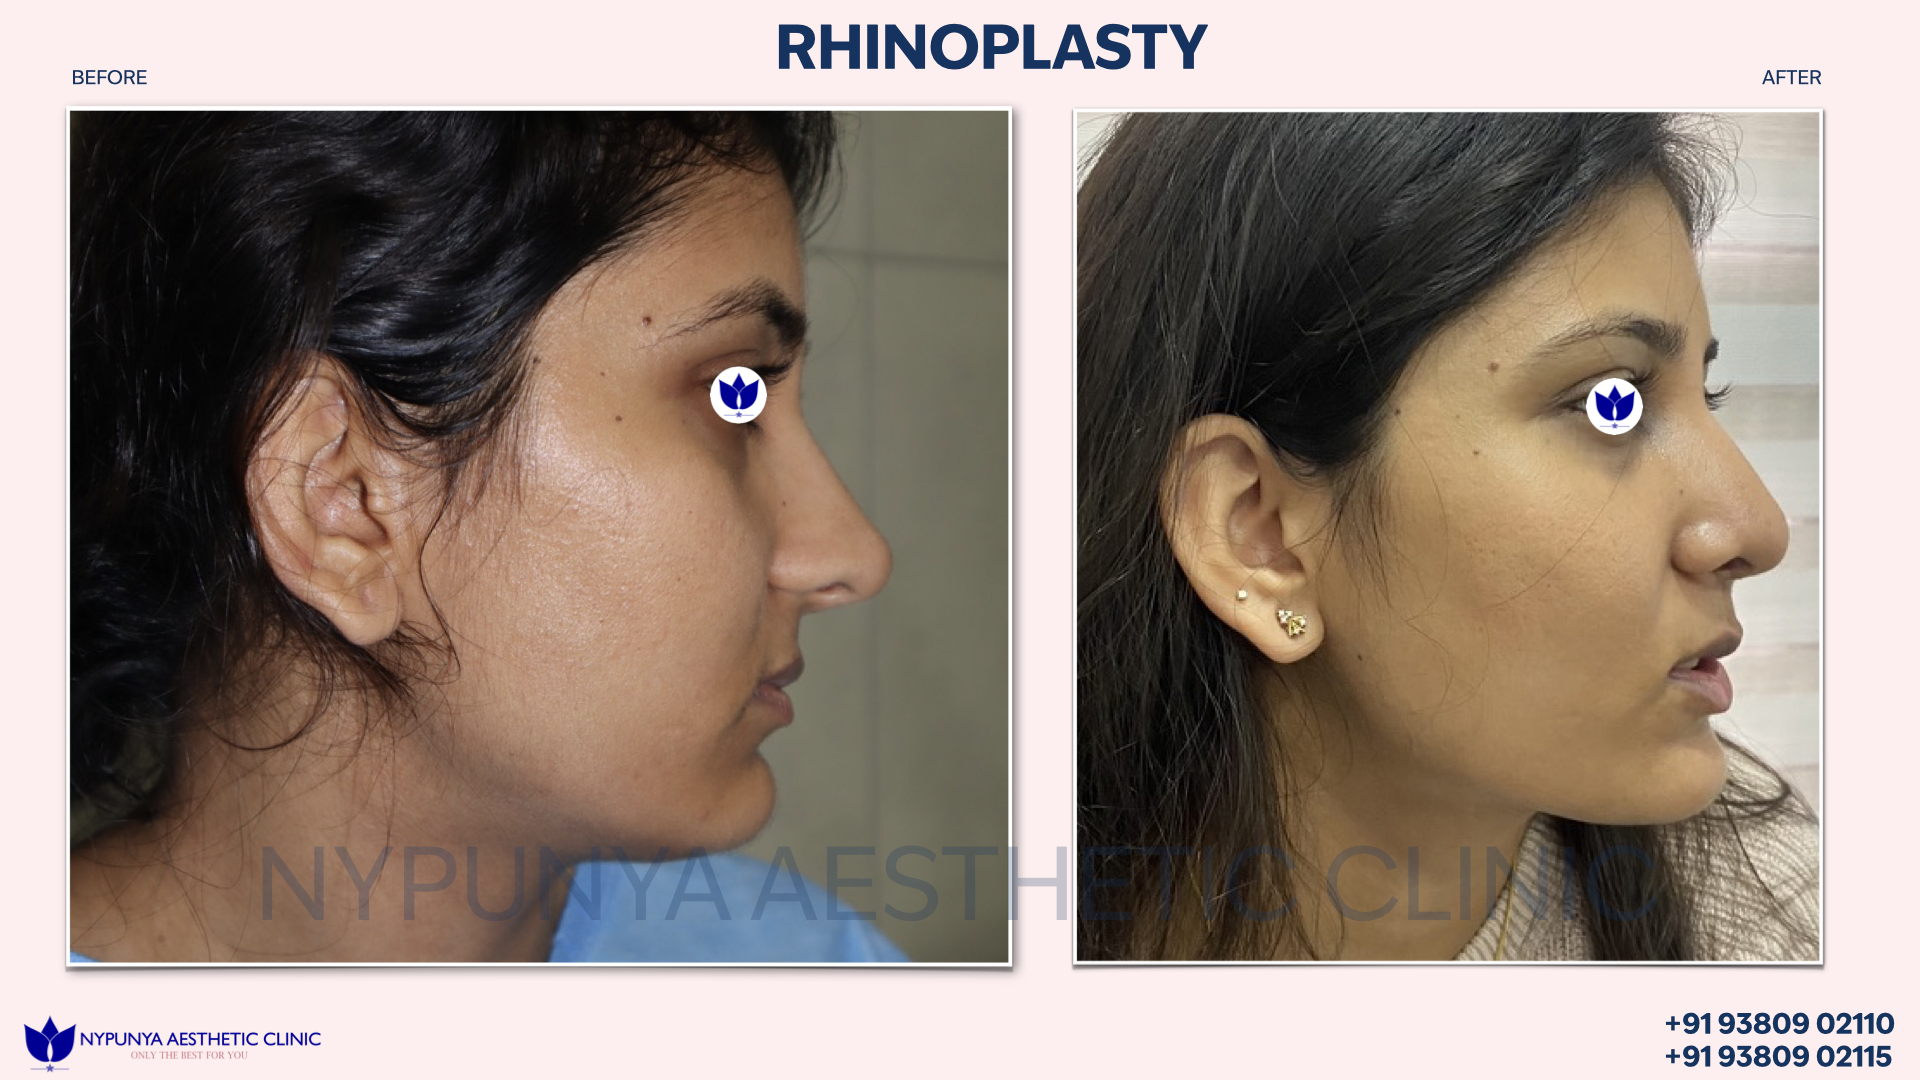 RHINOPLASTY
BEFORE
AFTER
NYPUNYA AESTHETIC CLINIC
NYPUNYA AESTHETIC CLINIC
ONLY THE BEST FOR YOU
+91 93809 02110
+91 93809 02115